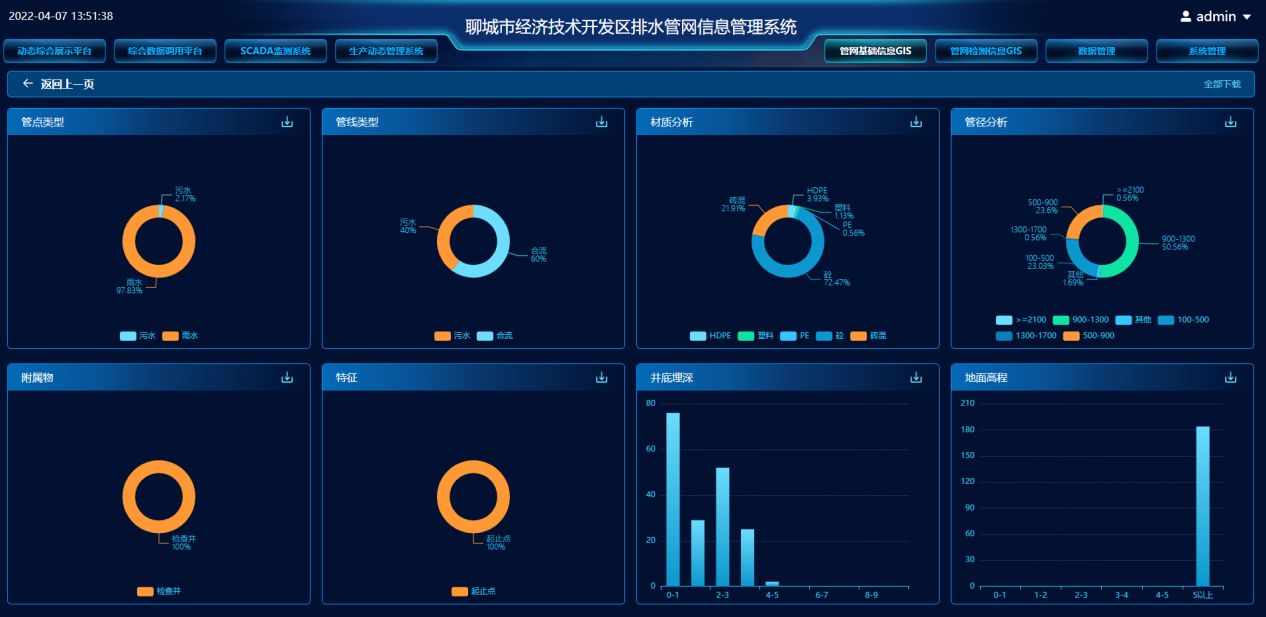 2022-04-07 13:51:38
聊城市经济技术开发区排水管网信息管理系统
admin
动态综合展示平台 综合数据调用平台 SCADA监测系统 生产动态管理系统 管网基础信息GIS 管网检测信息GIS 数据管理 系统管理
返回上一页 全部下载
管点类型
污水
2.17%
雨水
97.83%
污水 雨水
管线类型
污水
40%
合流
60%
污水 合流
材质分析
HDPE
3.93%
塑料
1.13%
PE
0.56%
砖混
21.91%
砼
72.47%
HDPE 塑料 PE 砼 砖混
管径分析
>=2100
0.56%
500-900
23.6%
1300-1700
0.56%
900-1300
50.56%
100-500
23.03%
其他
1.69%
>=2100 900-1300 其他 100-500
1300-1700 500-900
附属物
检查井
100%
检查井
特征
起止点
100%
起止点
井底埋深
80
60
40
20
0
0-1 2-3 4-5 6-7 8-9
地面高程
210
180
150
120
90
60
30
0
0-1 1-2 2-3 3-4 4-5 5以上